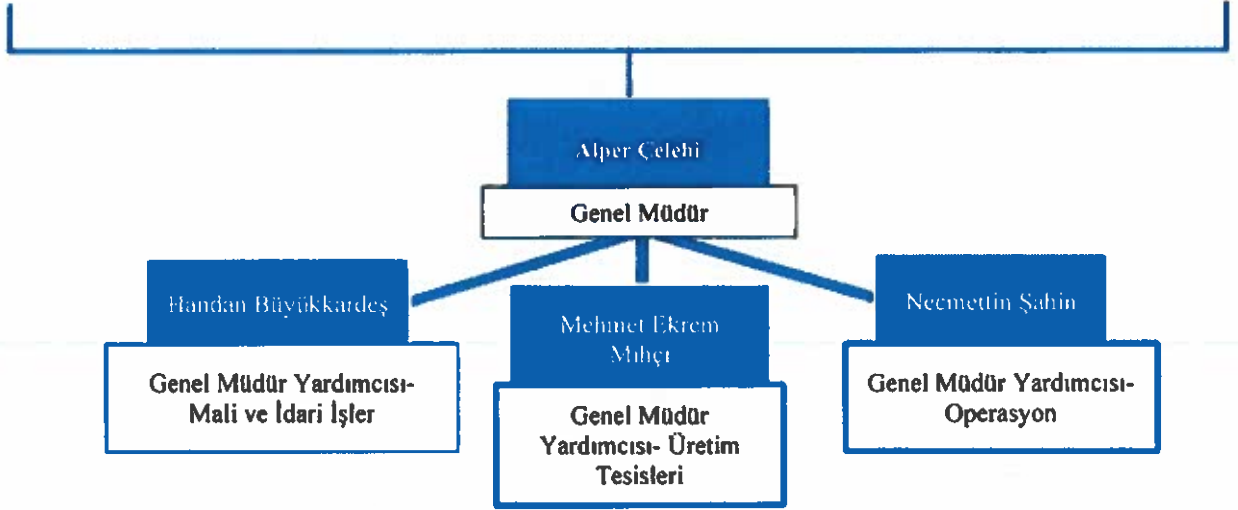 Alper Çelebi
Genel Müdür
Handan Büyükkardeş
Genel Müdür Yardımcısı-
Mali ve İdari İşler
Mehmet Ekrem
Mıhçı
Genel Müdür
Yardımcısı- Üretim
Tesisleri
Necmettin Şahin
Genel Müdür Yardımcısı-
Operasyon